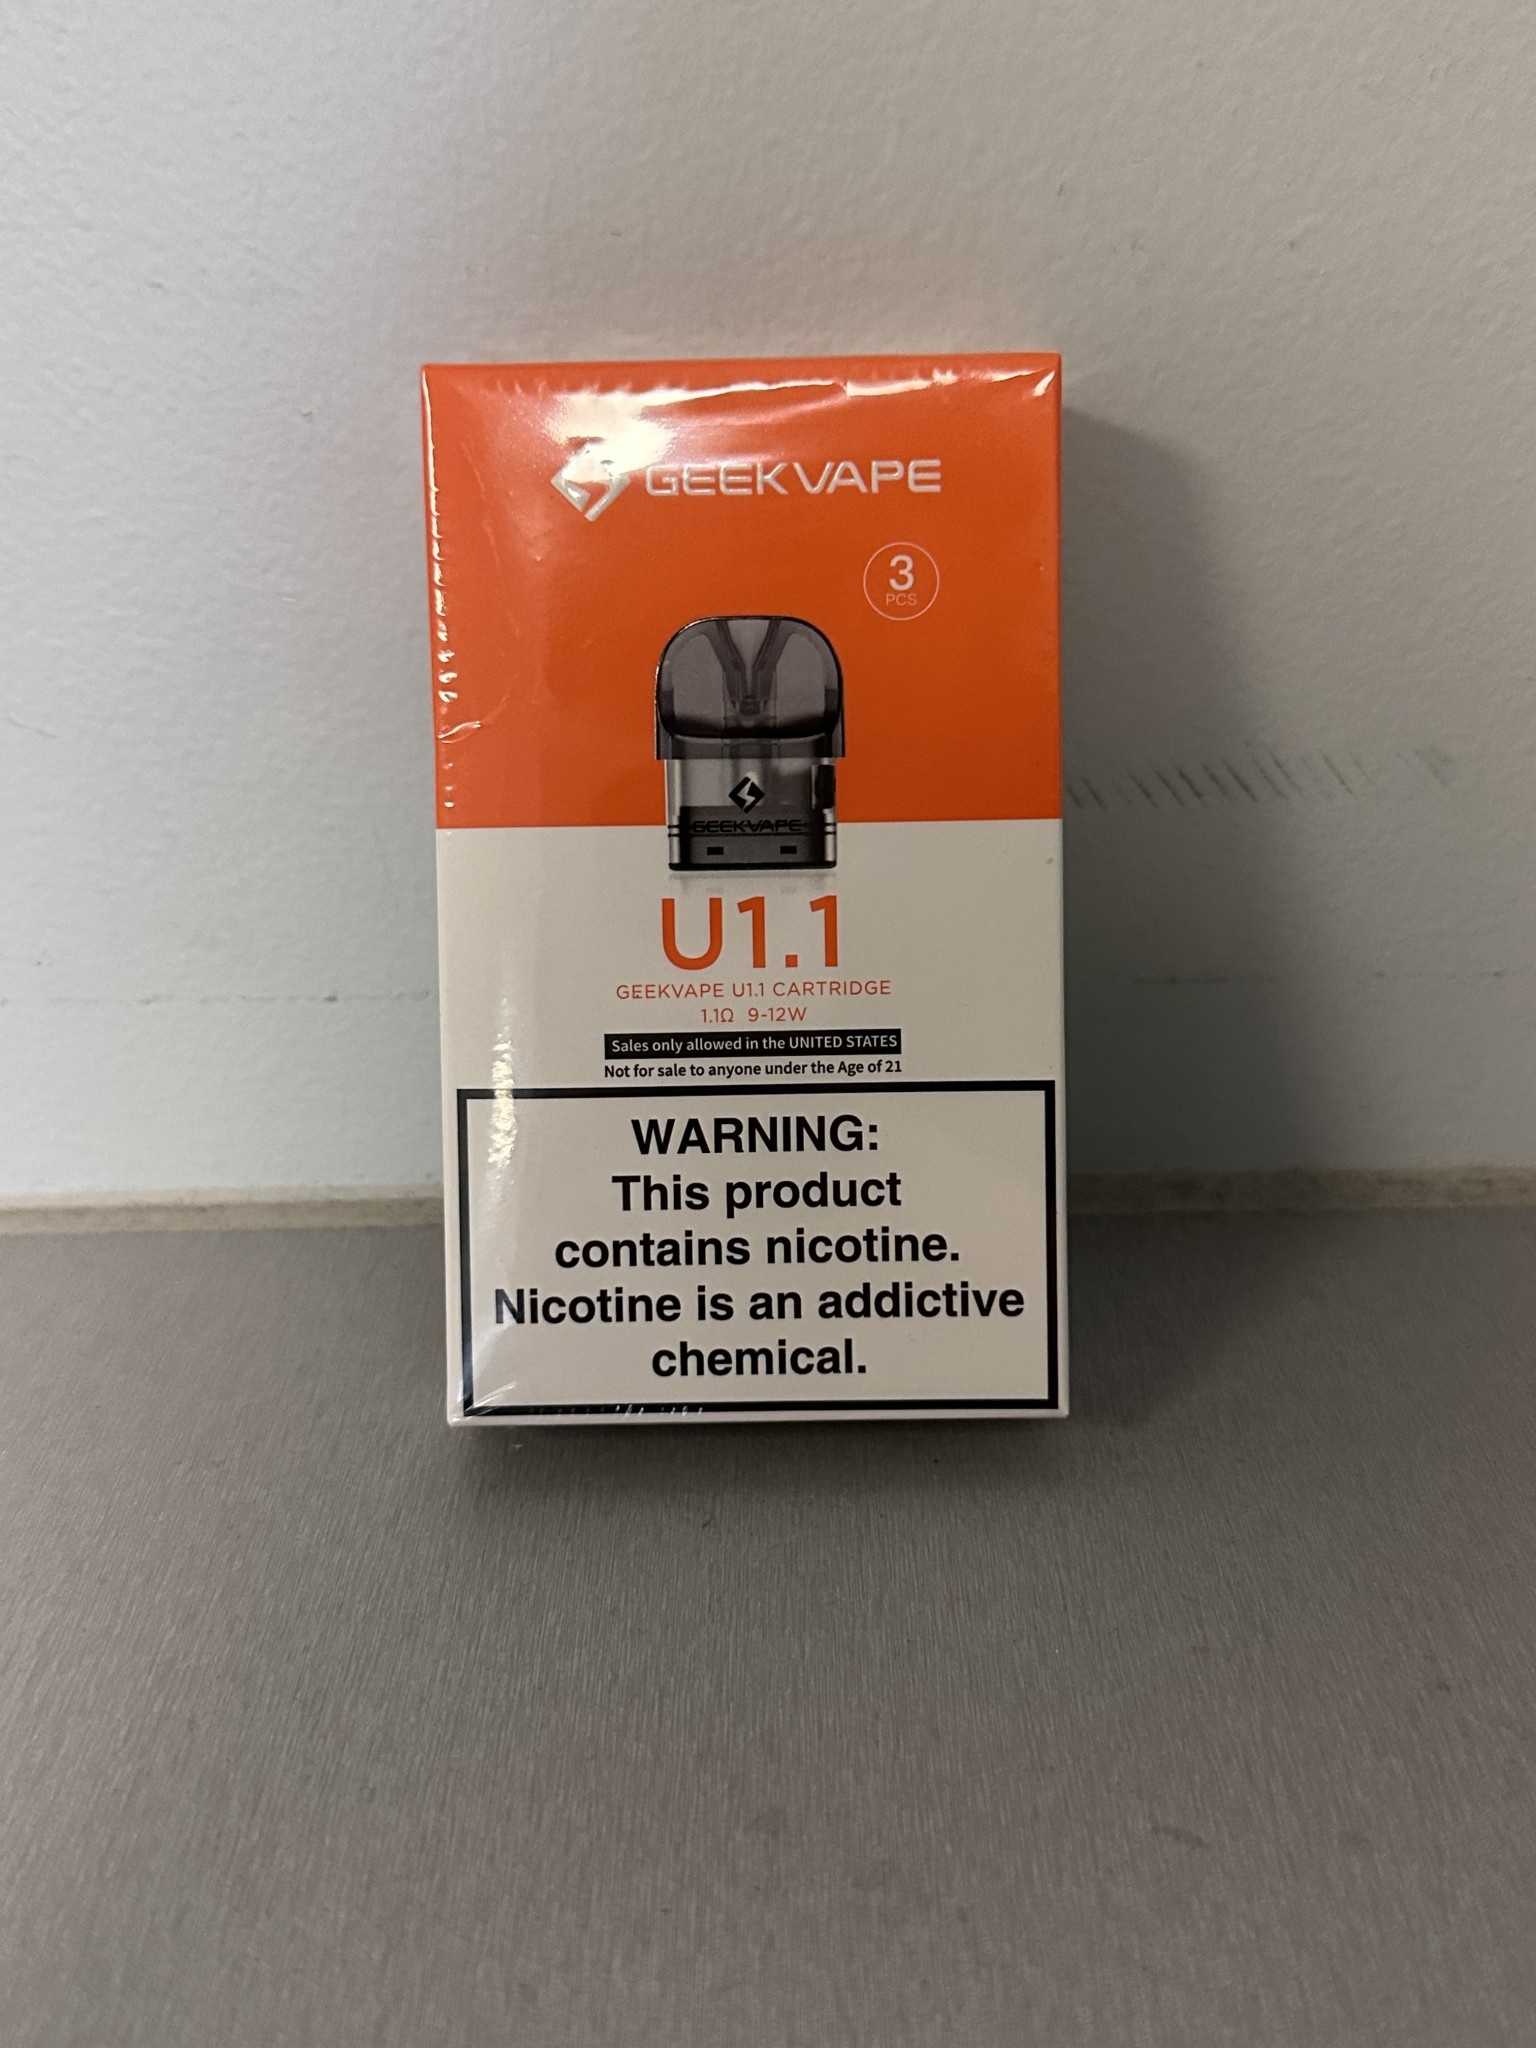 GEEKVAPE
3
PCS
GEEKVAPE
U1.1
GEEKVAPE U1.1 CARTRIDGE
1.1Ω 9-12W
Sales only allowed in the UNITED STATES
Not for sale to anyone under the Age of 21
WARNING:
This product
contains nicotine.
Nicotine is an addictive
chemical.